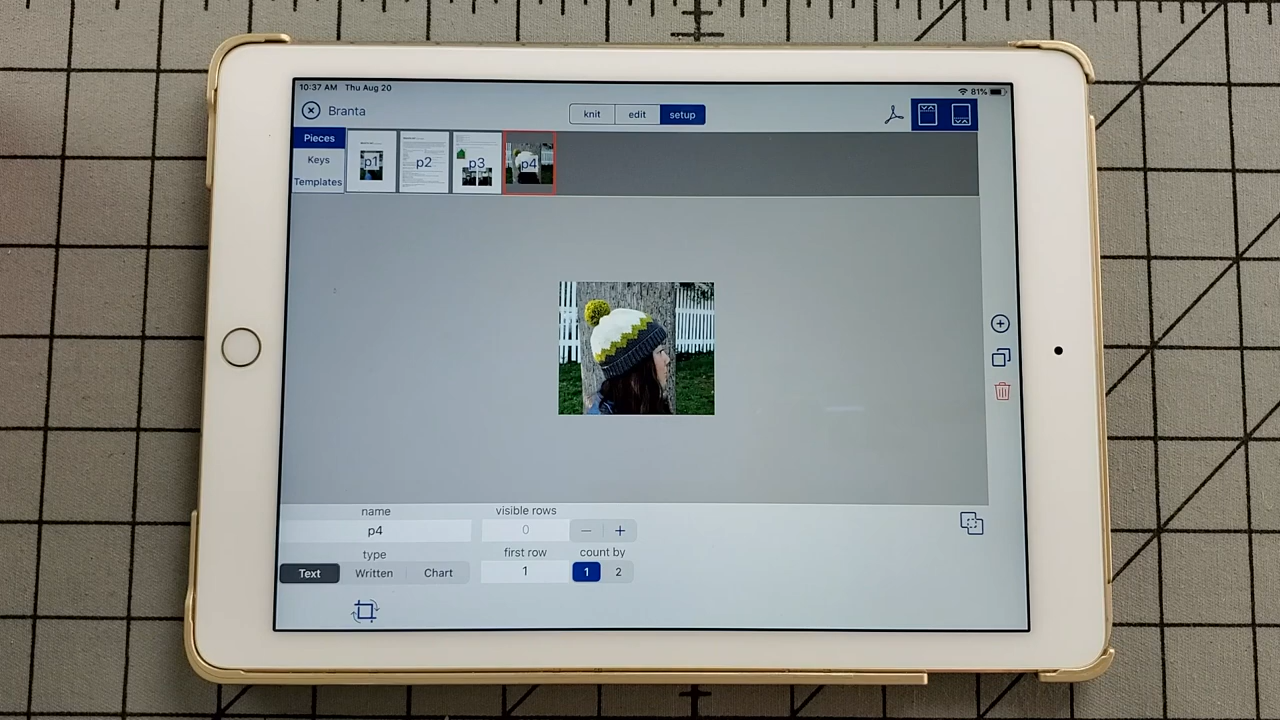 10:37 AM Thu Aug 20
81%
Branta
knit edit setup
Pieces
Keys
Templates
p1 p2 p3 p4
name
p4
visible rows
0
type
Text Written Chart
first row
1
count by
1 2